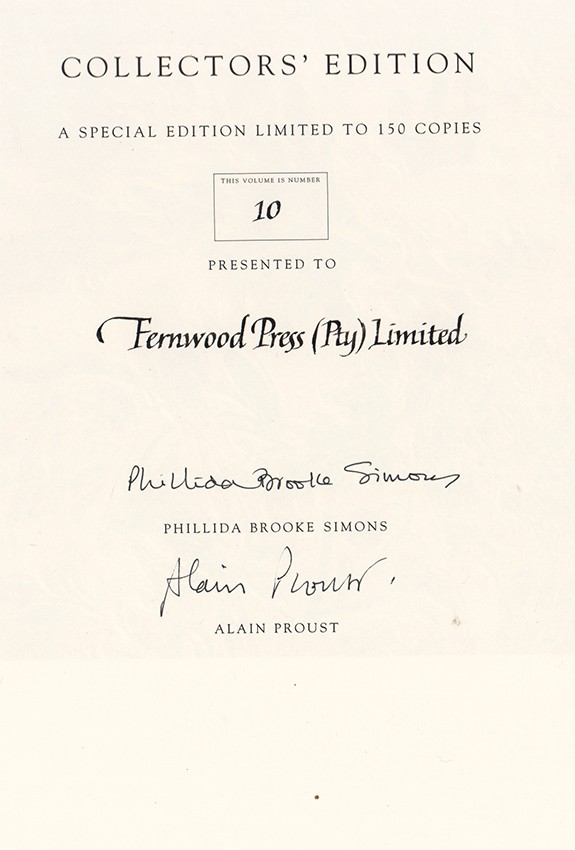 COLLECTORS' EDITION
A SPECIAL EDITION LIMITED TO 150 COPIES
THIS VOLUME IS NUMBER
10
PRESENTED TO
Fernwood Press (Pty) Limited
Phillida Brooke Simons
PHILLIDA BROOKE SIMONS
Alain Proust.
ALAIN PROUST